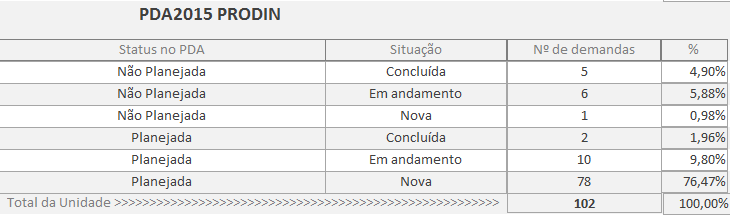 PDA2015 PRODIN
Status no PDA Situação Nº de demandas %
Não Planejada Concluída 5 4,90%
Não Planejada Em andamento 6 5,88%
Não Planejada Nova 1 0,98%
Planejada Concluída 2 1,96%
Planejada Em andamento 10 9,80%
Planejada Nova 78 76,47%
Total da Unidade >>>>>>>>>>>>>>>>>>>>>>>>>>>>>>>>>>>>>>>>>>>>>>>>>>>>>>> 102 100,00%